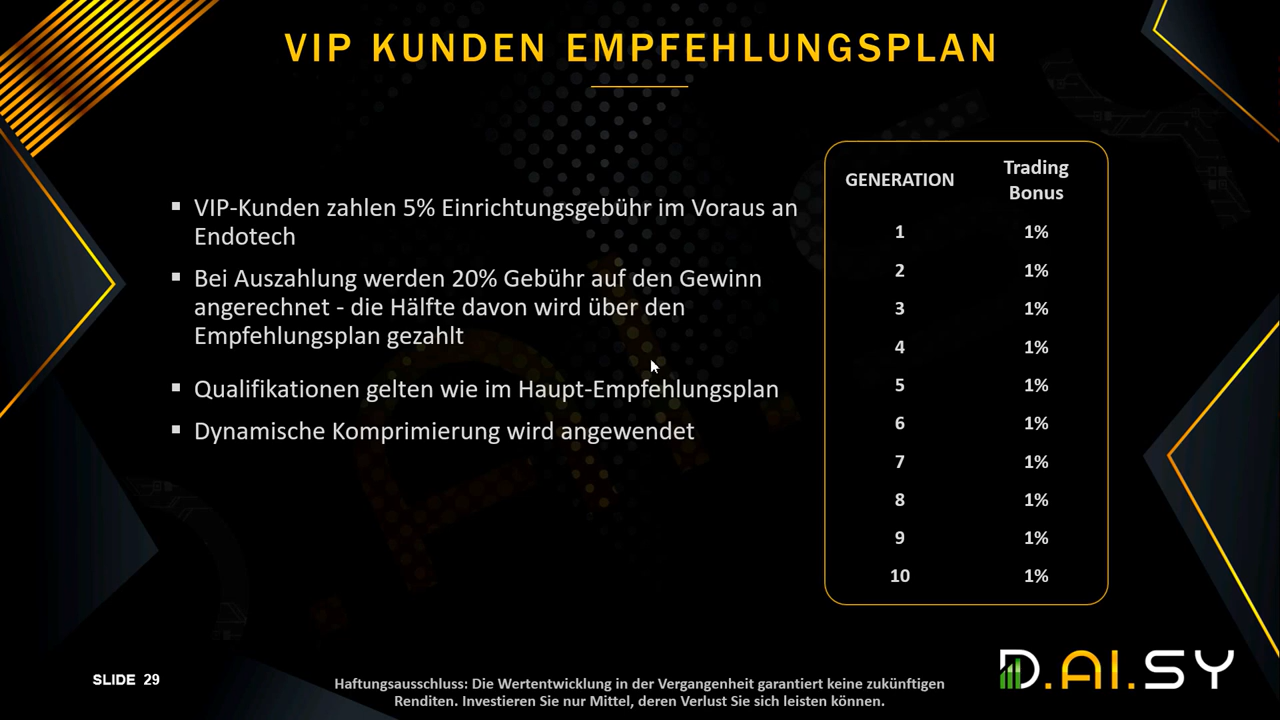 VIP KUNDEN EMPFEHLUNGSPLAN
▪ VIP-Kunden zahlen 5% Einrichtungsgebühr im Voraus an
Endotech
▪ Bei Auszahlung werden 20% Gebühr auf den Gewinn
angerechnet - die Hälfte davon wird über den
Empfehlungsplan gezahlt
▪ Qualifikationen gelten wie im Haupt-Empfehlungsplan
▪ Dynamische Komprimierung wird angewendet
GENERATION Trading
Bonus
1 1%
2 1%
3 1%
4 1%
5 1%
6 1%
7 1%
8 1%
9 1%
10 1%
SLIDE 29
Haftungsausschluss: Die Wertentwicklung in der Vergangenheit garantiert keine zukünftigen
Renditen. Investieren Sie nur Mittel, deren Verlust Sie sich leisten können.
D.AI.SY